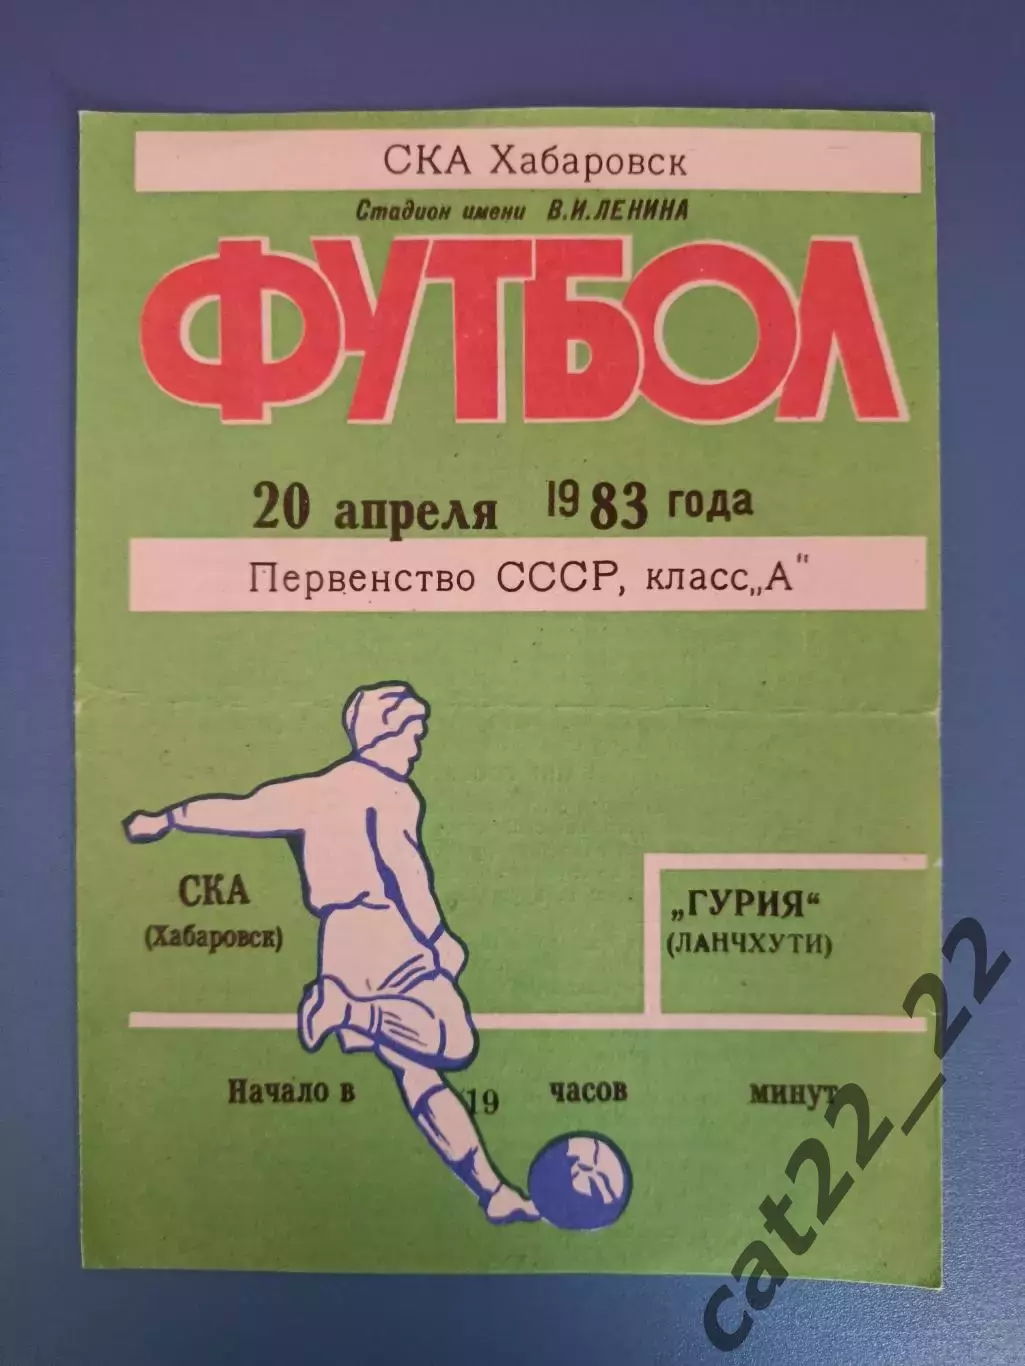 СКА Хабаровск
Стадион имени В.И.ЛЕНИНА
ФУТБОЛ
20 апреля 1983 года
Первенство СССР, класс„А"
СКА
(Хабаровск)
„ГУРИЯ“
(ЛАНЧХУТИ)
Начало в 19 часов минут
cat22_22